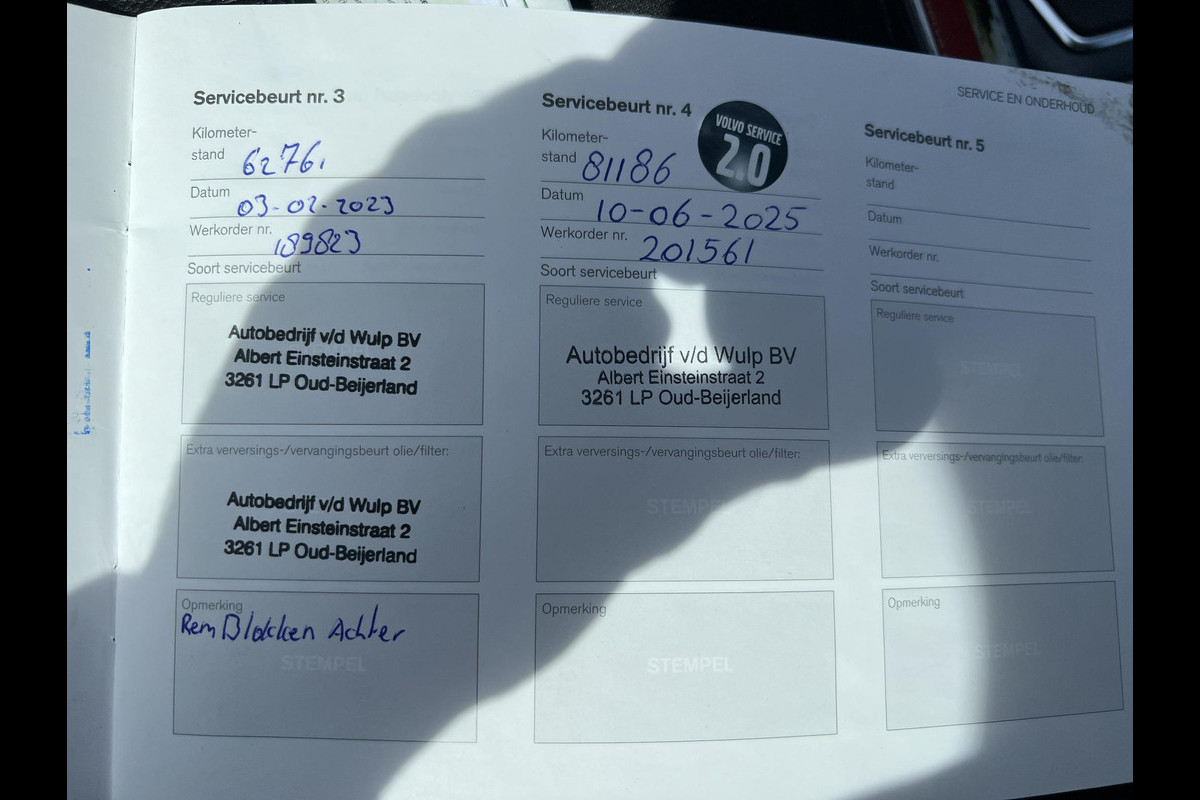 SERVICE EN ONDERHOUD
Servicebeurt nr. 3
Kilometer-
stand 62761
Datum 03-02-2023
Werkorder nr. 189823
Soort servicebeurt
Reguliere service
Autobedrijf v/d Wulp BV
Albert Einsteinstraat 2
3261 LP Oud-Beijerland
Extra verversings-/vervangingsbeurt olie/filter:
Autobedrijf v/d Wulp BV
Albert Einsteinstraat 2
3261 LP Oud-Beijerland
Opmerking
Rem Blokken Achter
STEMPEL
Servicebeurt nr. 4
VOLVO SERVICE
2.0
Kilometer-
stand 81186
Datum 10-06-2025
Werkorder nr. 201561
Soort servicebeurt
Reguliere service
Autobedrijf v/d Wulp BV
Albert Einsteinstraat 2
3261 LP Oud-Beijerland
Extra verversings-/vervangingsbeurt olie/filter:
STEMPEL
Opmerking
STEMPEL
Servicebeurt nr. 5
Kilometer-
stand
Datum
Werkorder nr.
Soort servicebeurt
Reguliere service
STEMPEL
Extra verversings-/vervangingsbeurt olie/filter:
STEMPEL
Opmerking
STEMPEL